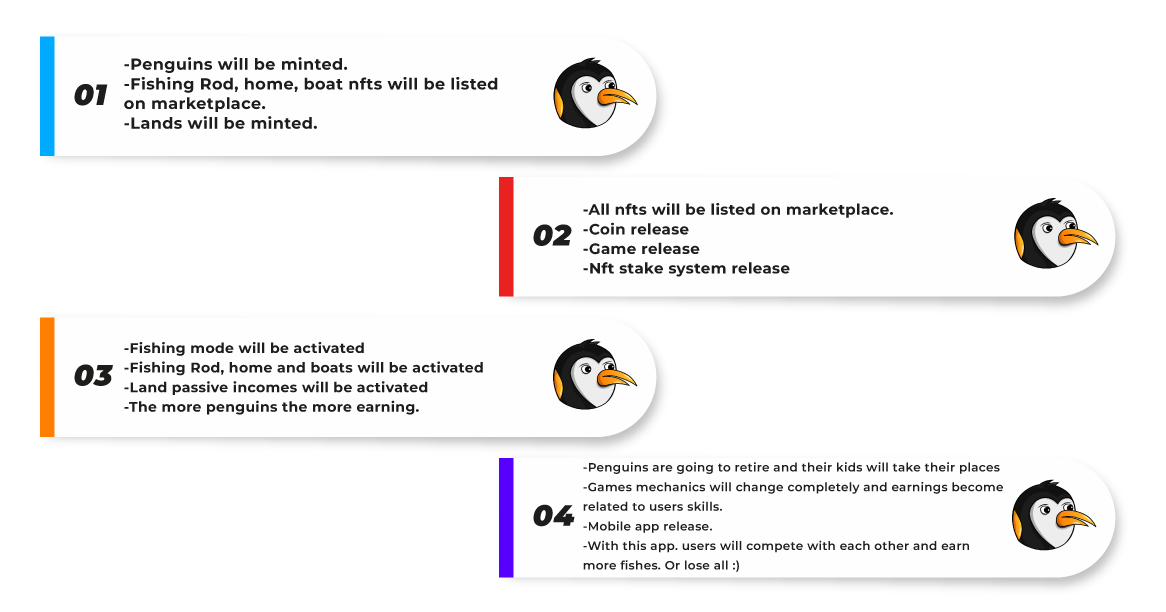 01
-Penguins will be minted.
-Fishing Rod, home, boat nfts will be listed
on marketplace.
-Lands will be minted.
02
-All nfts will be listed on marketplace.
-Coin release
-Game release
-Nft stake system release
03
-Fishing mode will be activated
-Fishing Rod, home and boats will be activated
-Land passive incomes will be activated
-The more penguins the more earning.
04
-Penguins are going to retire and their kids will take their places
-Games mechanics will change completely and earnings become
related to users skills.
-Mobile app release.
-With this app. users will compete with each other and earn
more fishes. Or lose all :)